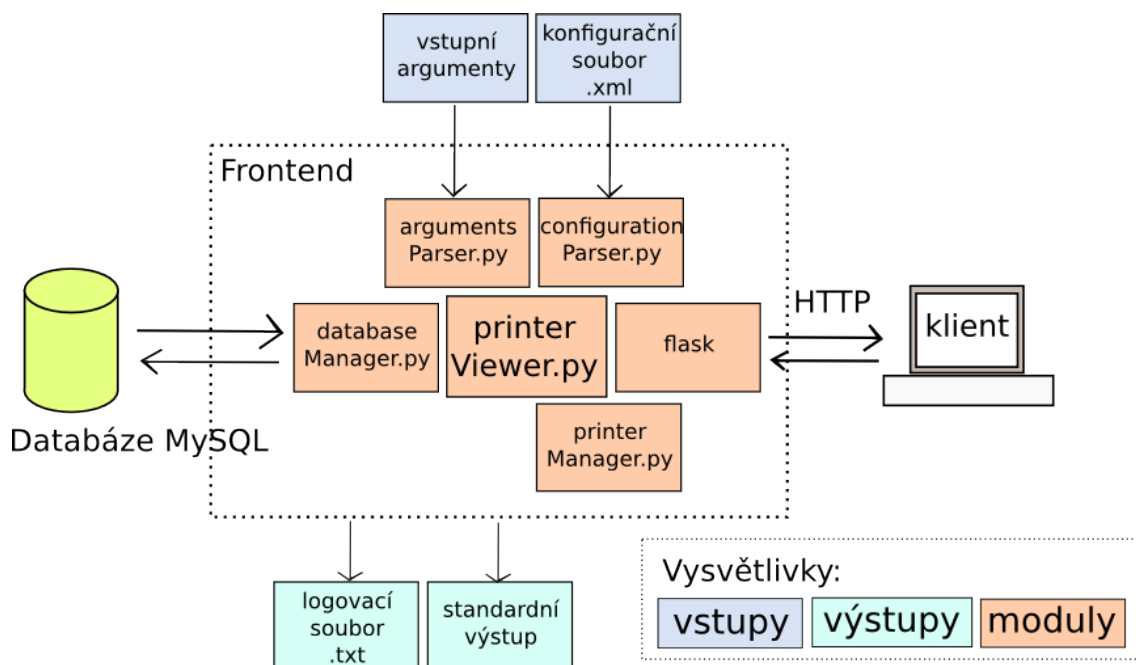 vstupní
argumenty
konfigurační
soubor
.xml
Frontend
arguments
Parser.py
configuration
Parser.py
database
Manager.py
printer
Viewer.py
flask
HTTP
klient
printer
Manager.py
Databáze MySQL
logovací
soubor
.txt
standardní
výstup
Vysvětlivky:
vstupy
výstupy
moduly